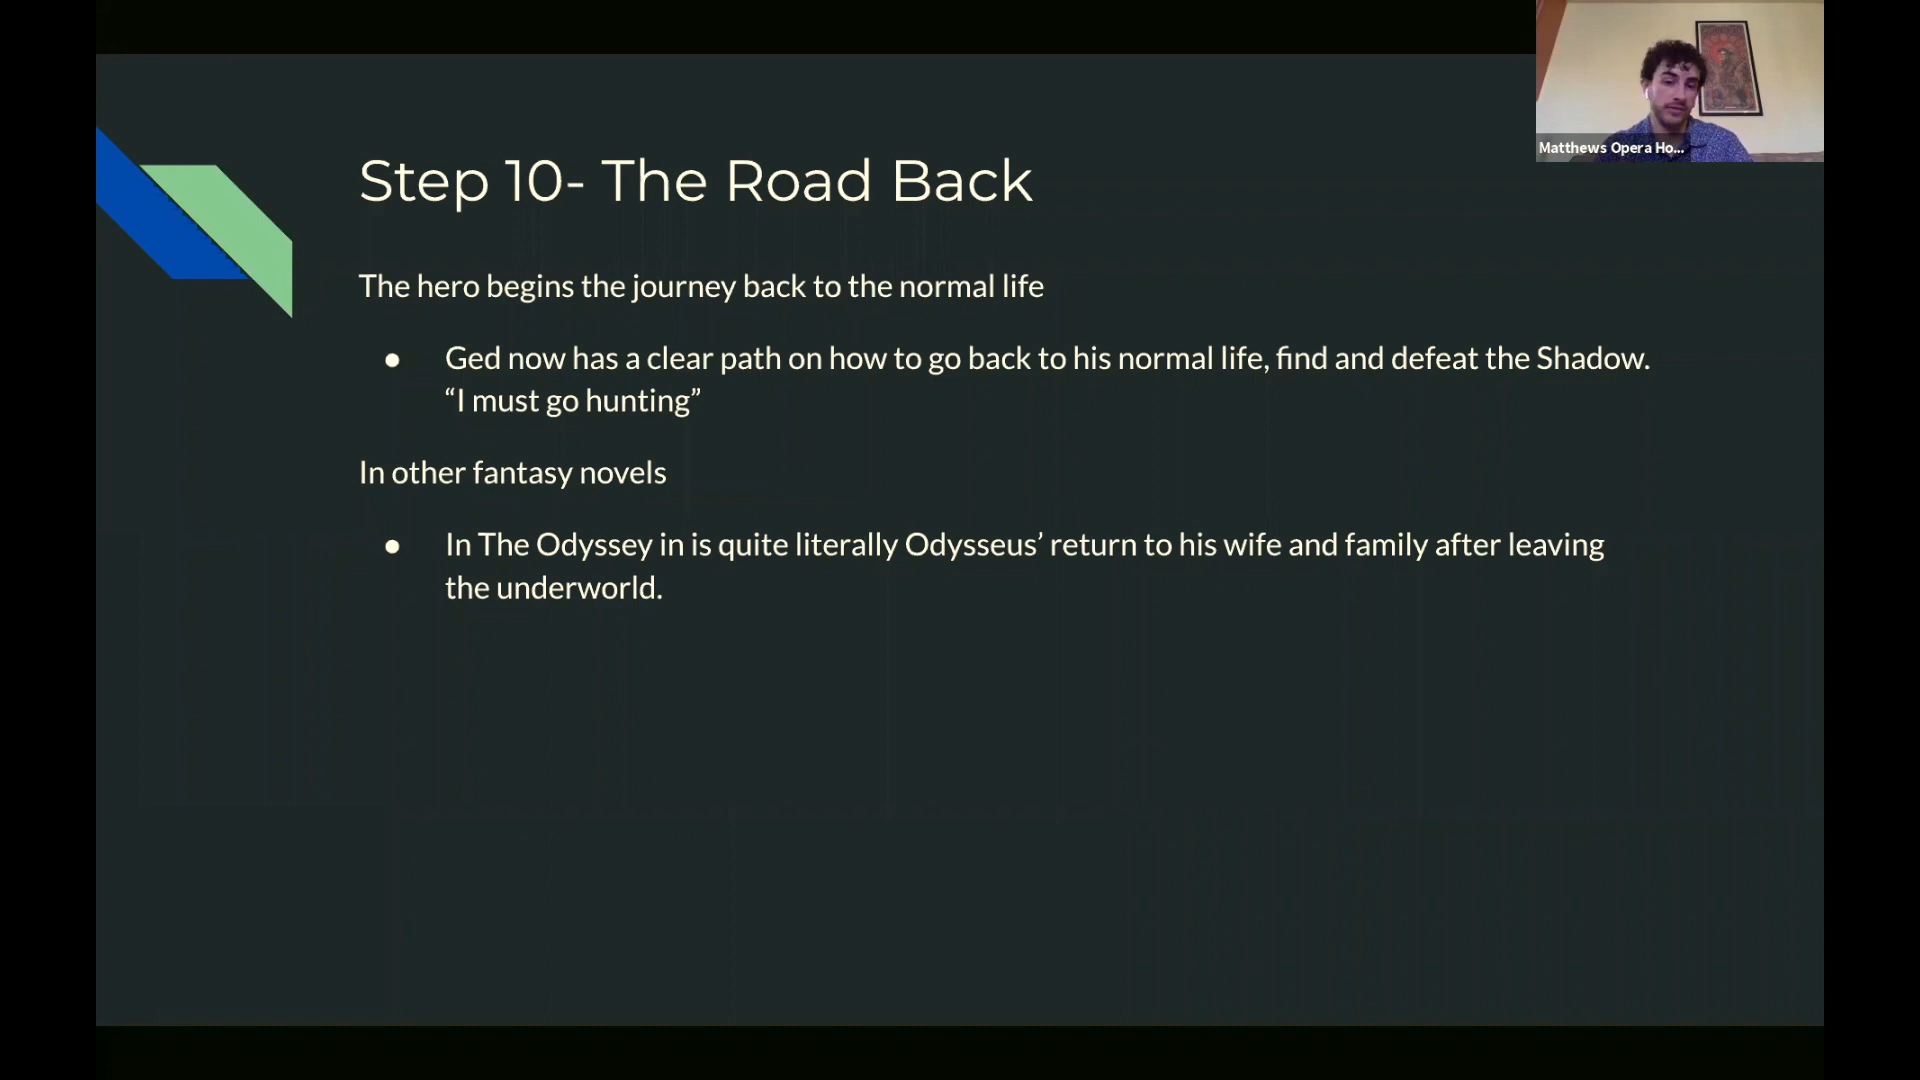 Matthews Opera Ho...
Step 10- The Road Back
The hero begins the journey back to the normal life
● Ged now has a clear path on how to go back to his normal life, find and defeat the Shadow.
“I must go hunting”
In other fantasy novels
● In The Odyssey in is quite literally Odysseus’ return to his wife and family after leaving
the underworld.